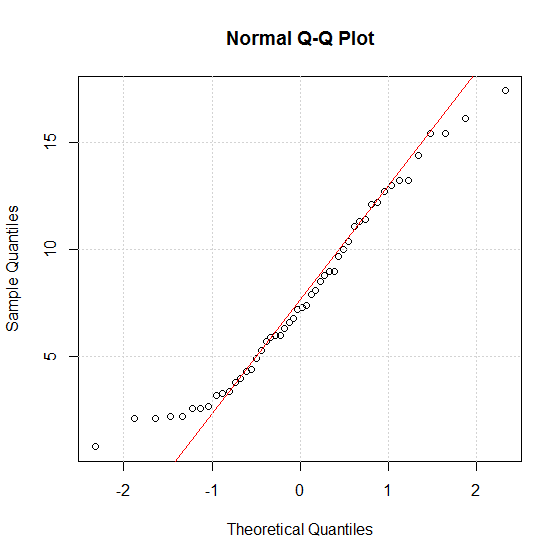 Normal Q-Q Plot
Sample Quantiles
15
10
5
-2 -1 0 1 2
Theoretical Quantiles